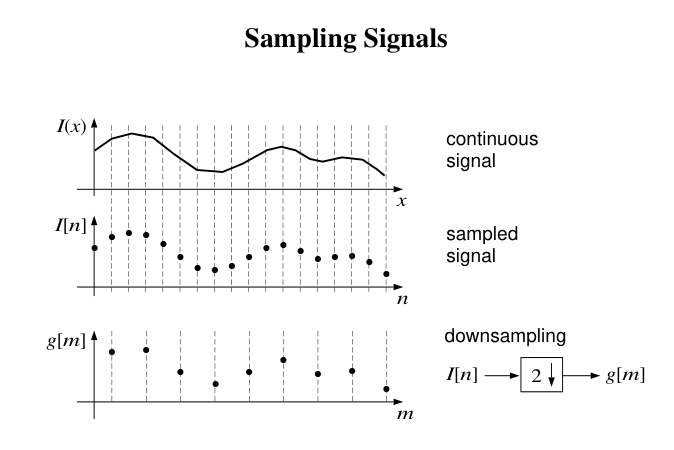 Sampling Signals
I(x)
continuous
signal
x
I[n]
sampled
signal
n
g[m]
downsampling
I[n] 2 g[m]
m